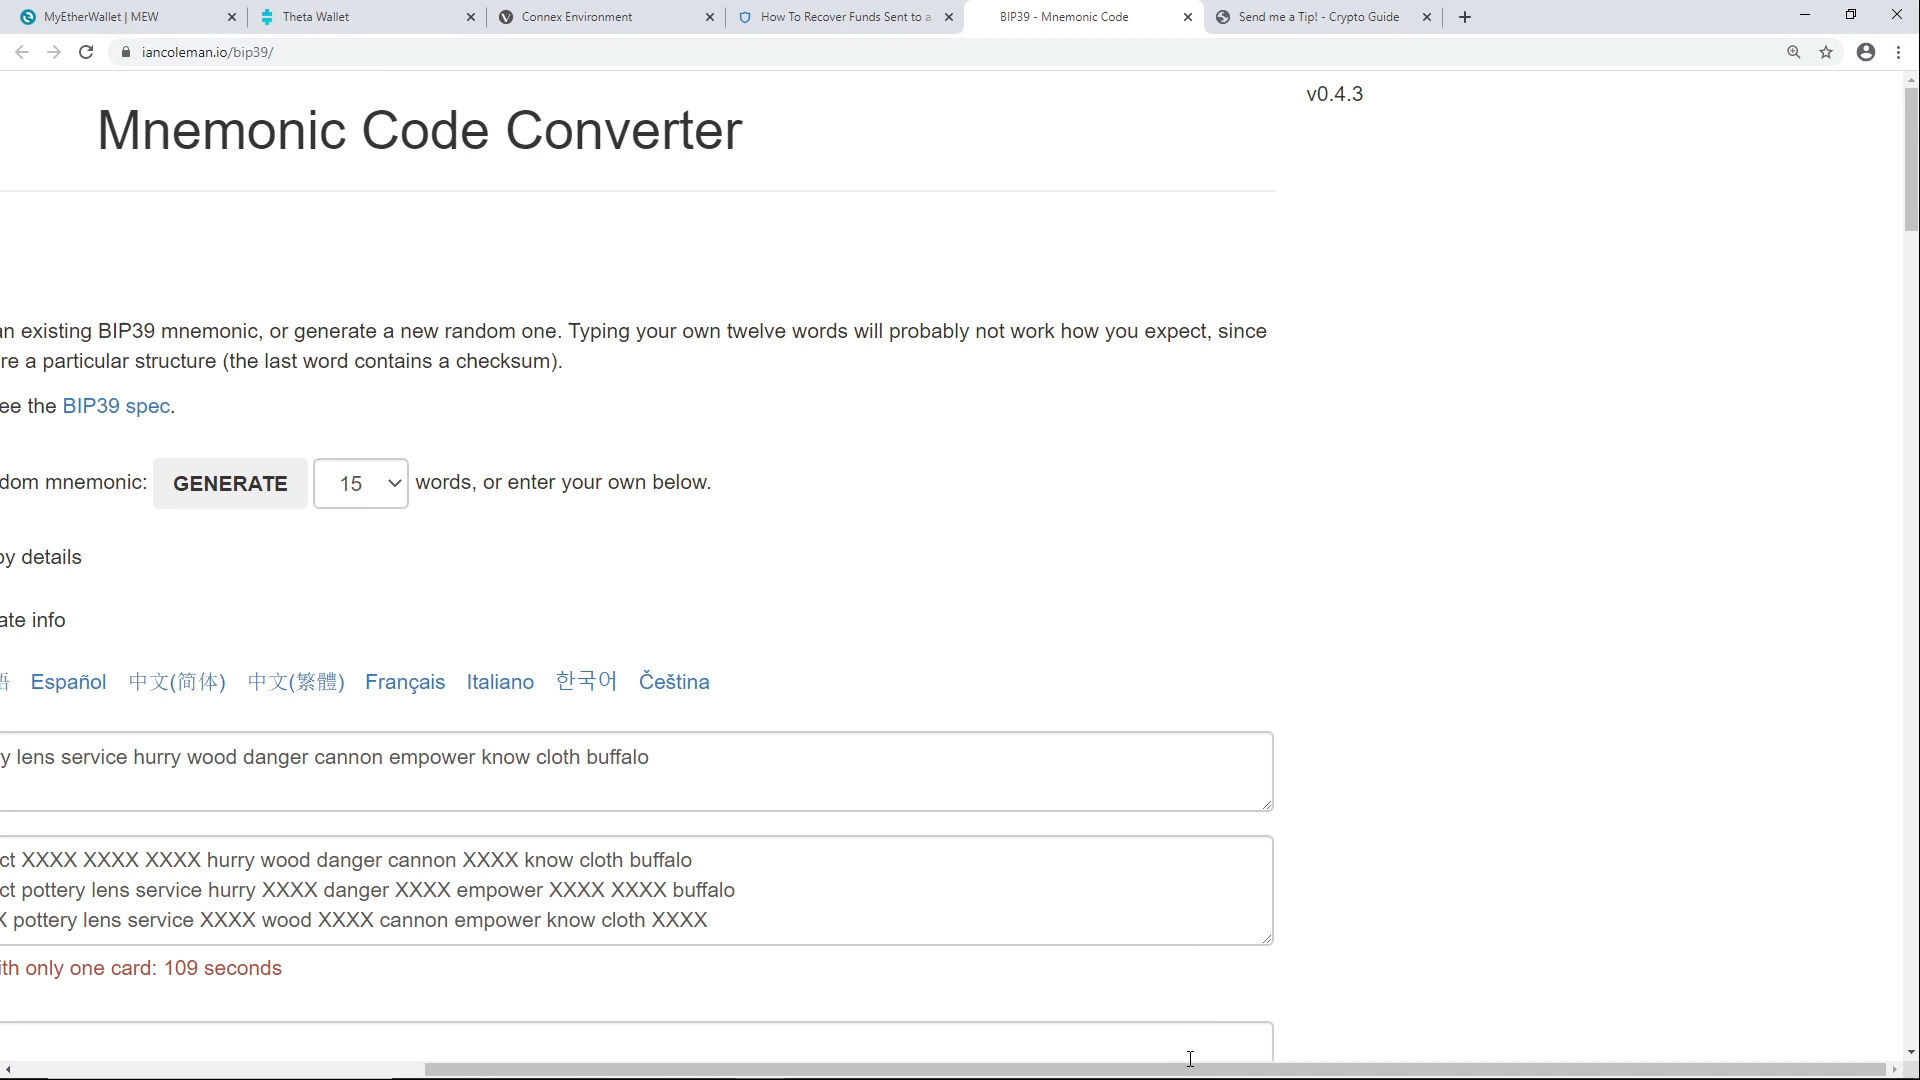 MyEtherWallet | MEW
Theta Wallet
Connex Environment
How To Recover Funds Sent to a
BIP39 - Mnemonic Code
Send me a Tip! - Crypto Guide
iancoleman.io/bip39/
v0.4.3
Mnemonic Code Converter
an existing BIP39 mnemonic, or generate a new random one. Typing your own twelve words will probably not work how you expect, since
re a particular structure (the last word contains a checksum).
ee the BIP39 spec.
dom mnemonic: GENERATE 15 words, or enter your own below.
py details
ate info
語 Español 中文(简体) 中文(繁體) Français Italiano 한국어 Čeština
y lens service hurry wood danger cannon empower know cloth buffalo
ct XXXX XXXX XXXX hurry wood danger cannon XXXX know cloth buffalo
ct pottery lens service hurry XXXX danger XXXX empower XXXX XXXX buffalo
X pottery lens service XXXX wood XXXX cannon empower know cloth XXXX
ith only one card: 109 seconds